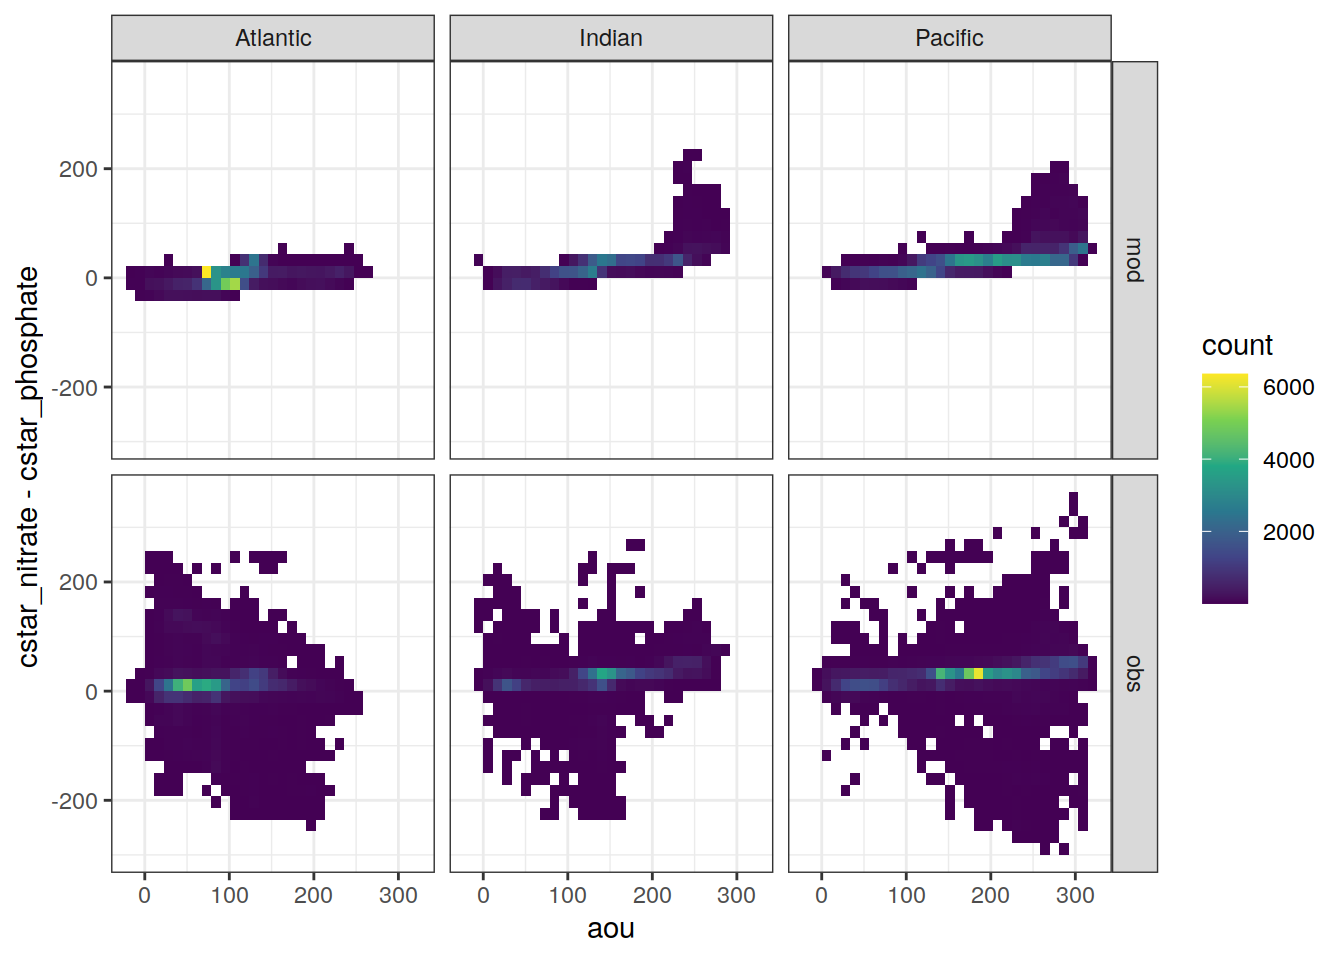 Atlantic Indian Pacific
200
0
-200
mod
200
0
-200
obs
0 100 200 300 0 100 200 300 0 100 200 300
aou
cstar_nitrate - cstar_phosphate
count
6000
4000
2000